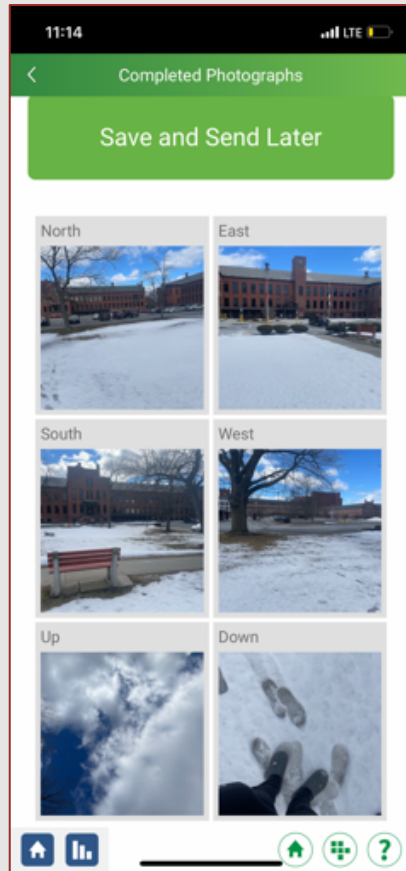 11:14 LTE
Completed Photographs
Save and Send Later
North East
South West
Up Down
?